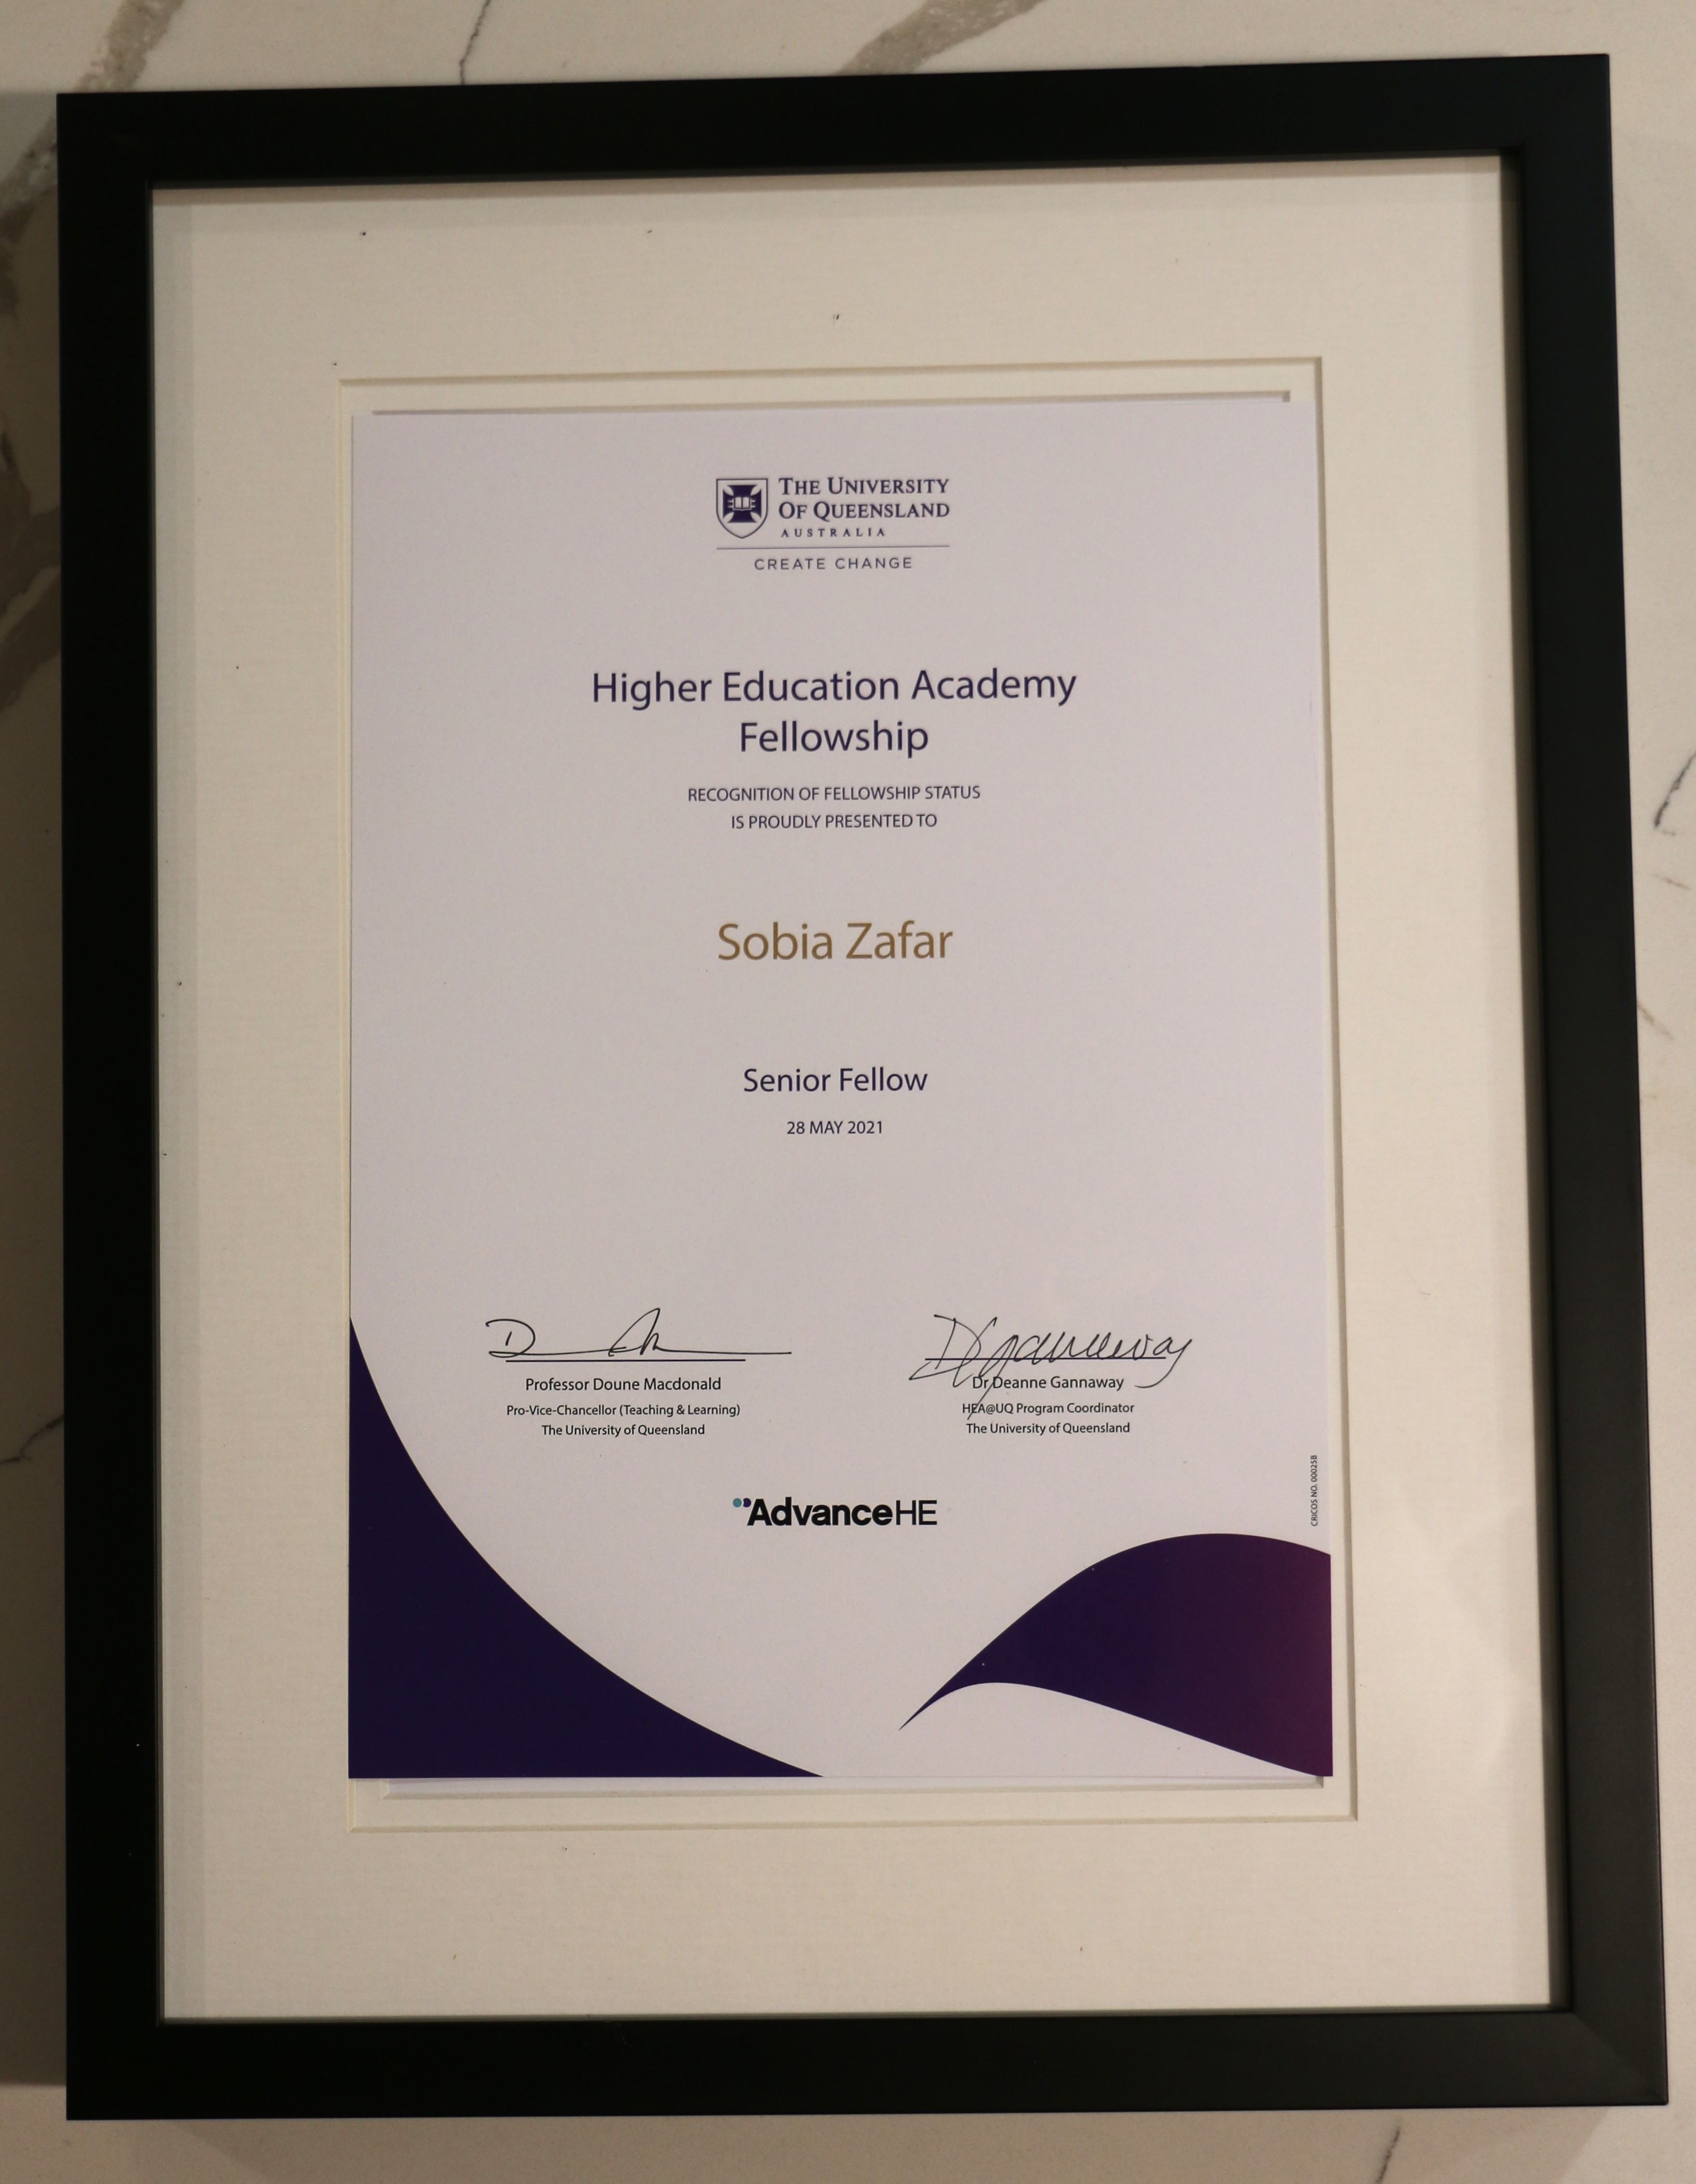 THE UNIVERSITY
OF QUEENSLAND
AUSTRALIA
CREATE CHANGE
Higher Education Academy
Fellowship
RECOGNITION OF FELLOWSHIP STATUS
IS PROUDLY PRESENTED TO
Sobia Zafar
Senior Fellow
28 MAY 2021
Professor Doune Macdonald
Pro-Vice-Chancellor (Teaching & Learning)
The University of Queensland
Dr Deanne Gannaway
HEA@UQ Program Coordinator
The University of Queensland
CRICOS NO. 00025B
AdvanceHE